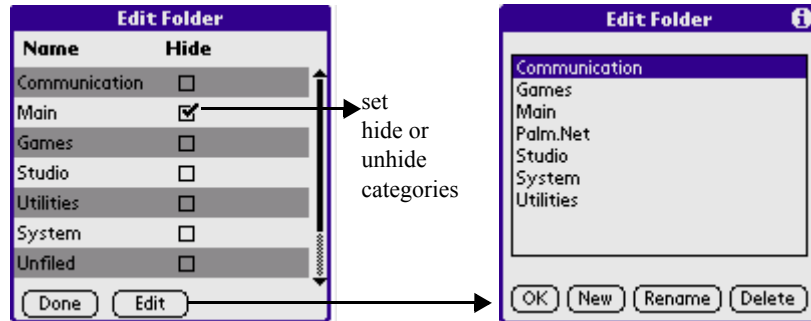 Edit Folder
Name Hide
Communication
Main
Games
Studio
Utilities
System
Unfiled
Done Edit
set
hide or
unhide
categories
Edit Folder i
Communication
Games
Main
Palm.Net
Studio
System
Utilities
OK New Rename Delete